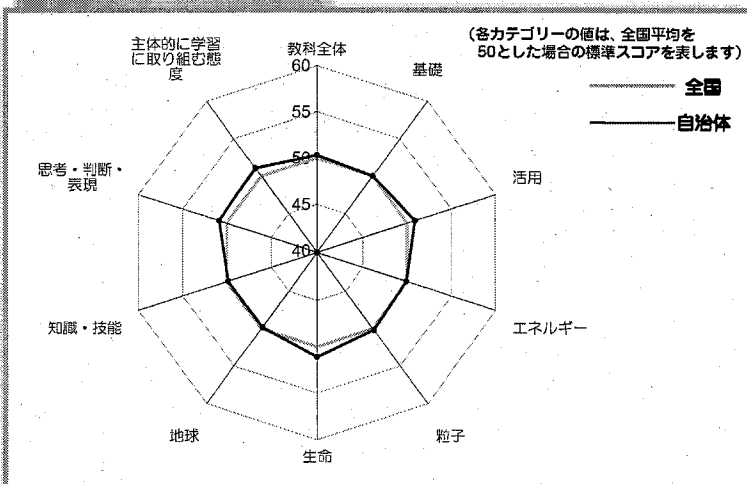 (各カテゴリーの値は、全国平均を
50とした場合の標準スコアを表します)
全国
自治体
教科全体
基礎
活用
エネルギー
粒子
生命
地球
知識・技能
思考・判断・
表現
主体的に学習
に取り組む態
度
60
55
50
45
40